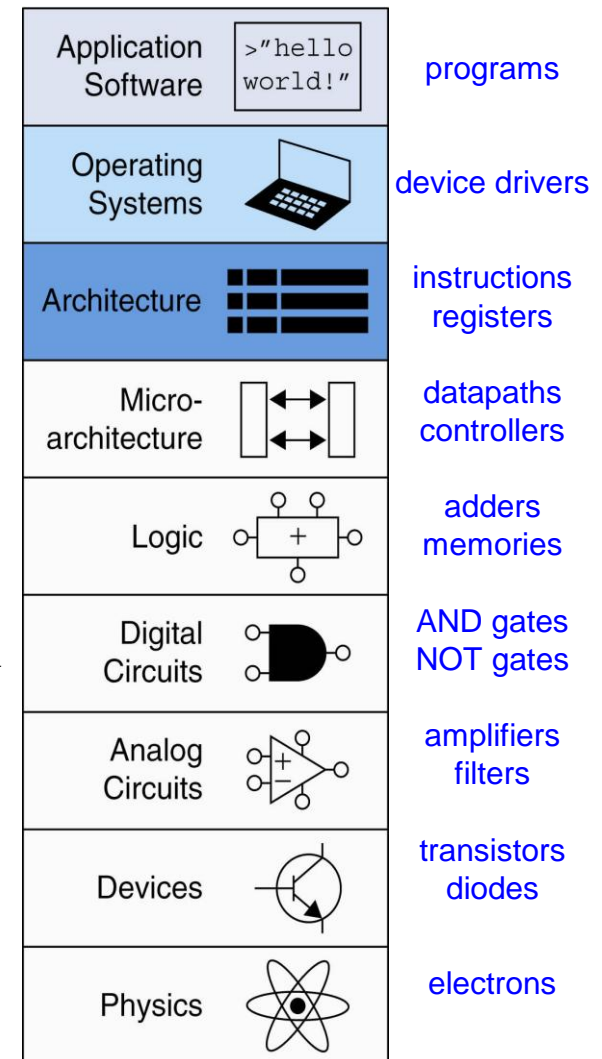 Application
Software
>"hello
world!"
programs
Operating
Systems
device drivers
Architecture
instructions
registers
Micro-
architecture
datapaths
controllers
Logic
+
adders
memories
Digital
Circuits
AND gates
NOT gates
Analog
Circuits
+
−
amplifiers
filters
Devices
transistors
diodes
Physics
electrons